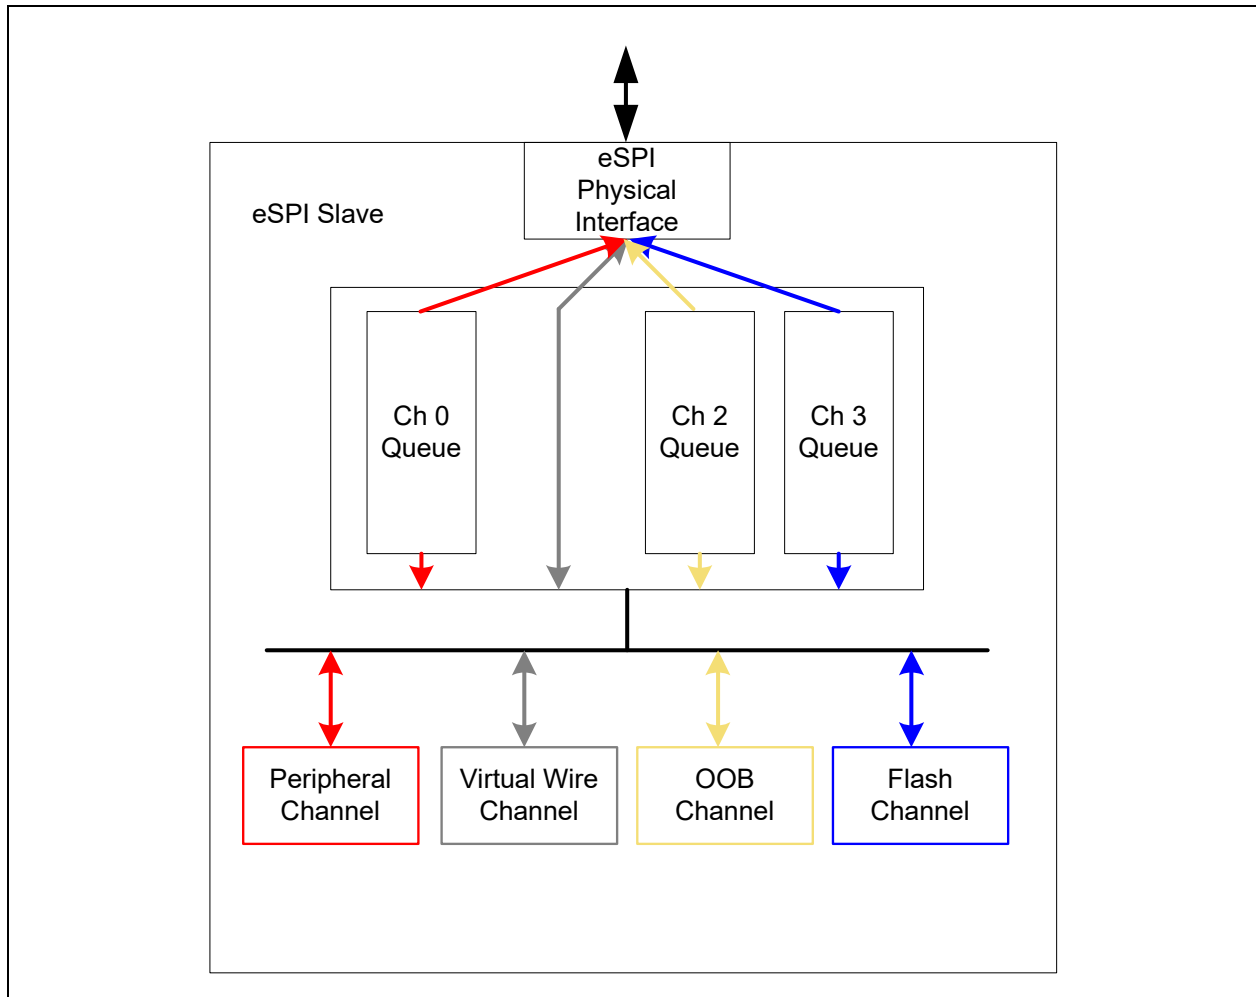 eSPI
Physical
Interface
eSPI Slave
Ch 0
Queue
Ch 2
Queue
Ch 3
Queue
Peripheral
Channel
Virtual Wire
Channel
OOB
Channel
Flash
Channel